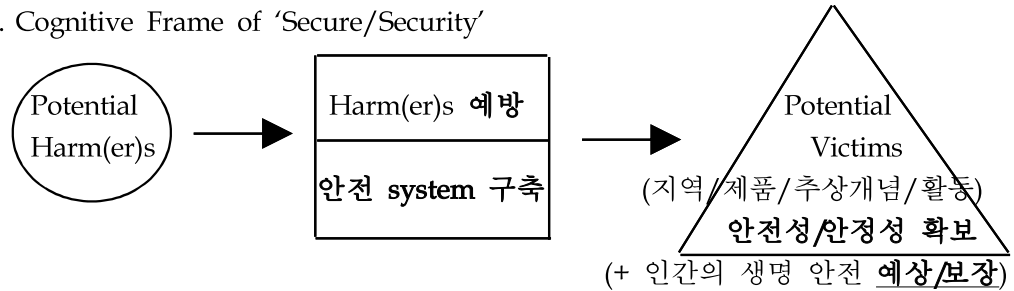 . Cognitive Frame of ‘Secure/Security’
Potential
Harm(er)s
Harm(er)s 예방
안전 system 구축
Potential
Victims
(지역/제품/추상개념/활동)
안전성/안정성 확보
(+ 인간의 생명 안전 예상/보장)